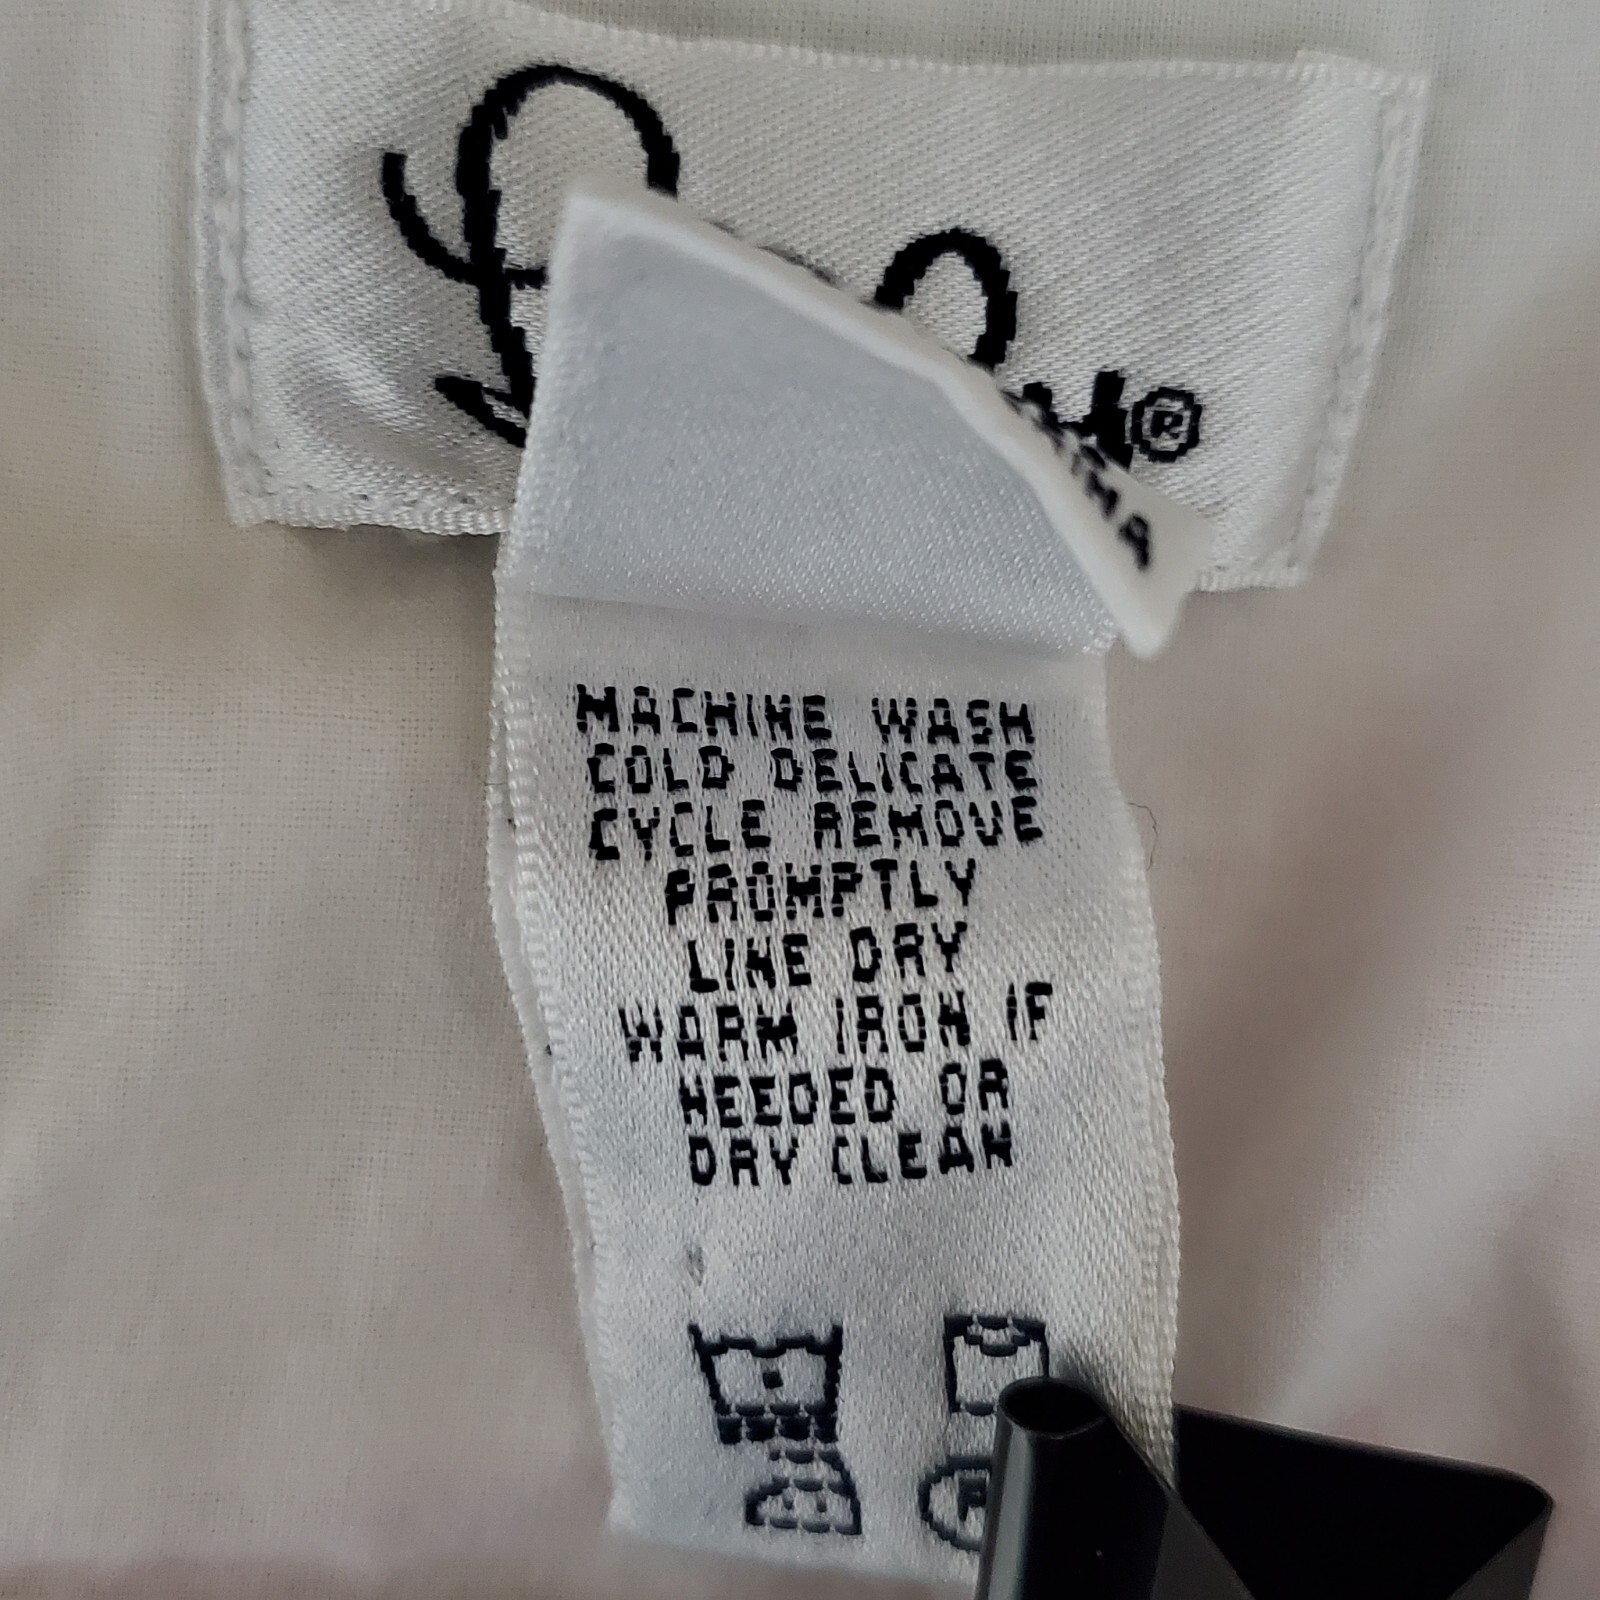 ®
MACHINE WASH
COLD DELICATE
CYCLE REMOVE
PROMPTLY
LINE DRY
WARM IRON IF
NEEDED OR
DRY CLEAN
P